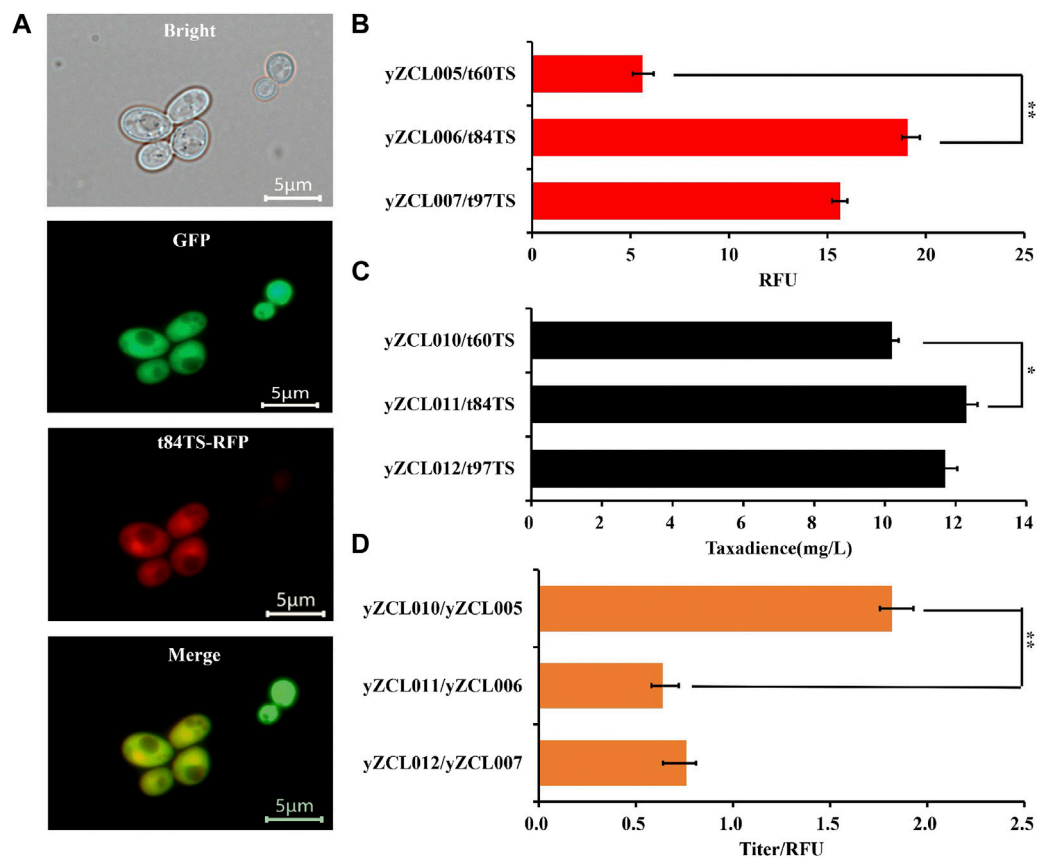 A
Bright
5μm
GFP
5μm
t84TS-RFP
5μm
Merge
5μm
B
yZCL005/t60TS
yZCL006/t84TS
yZCL007/t97TS
**
0 5 10 15 20 25
RFU
C
yZCL010/t60TS
yZCL011/t84TS
yZCL012/t97TS
*
0 2 4 6 8 10 12 14
Taxadience(mg/L)
D
yZCL010/yZCL005
yZCL011/yZCL006
yZCL012/yZCL007
**
0.0 0.5 1.0 1.5 2.0 2.5
Titer/RFU